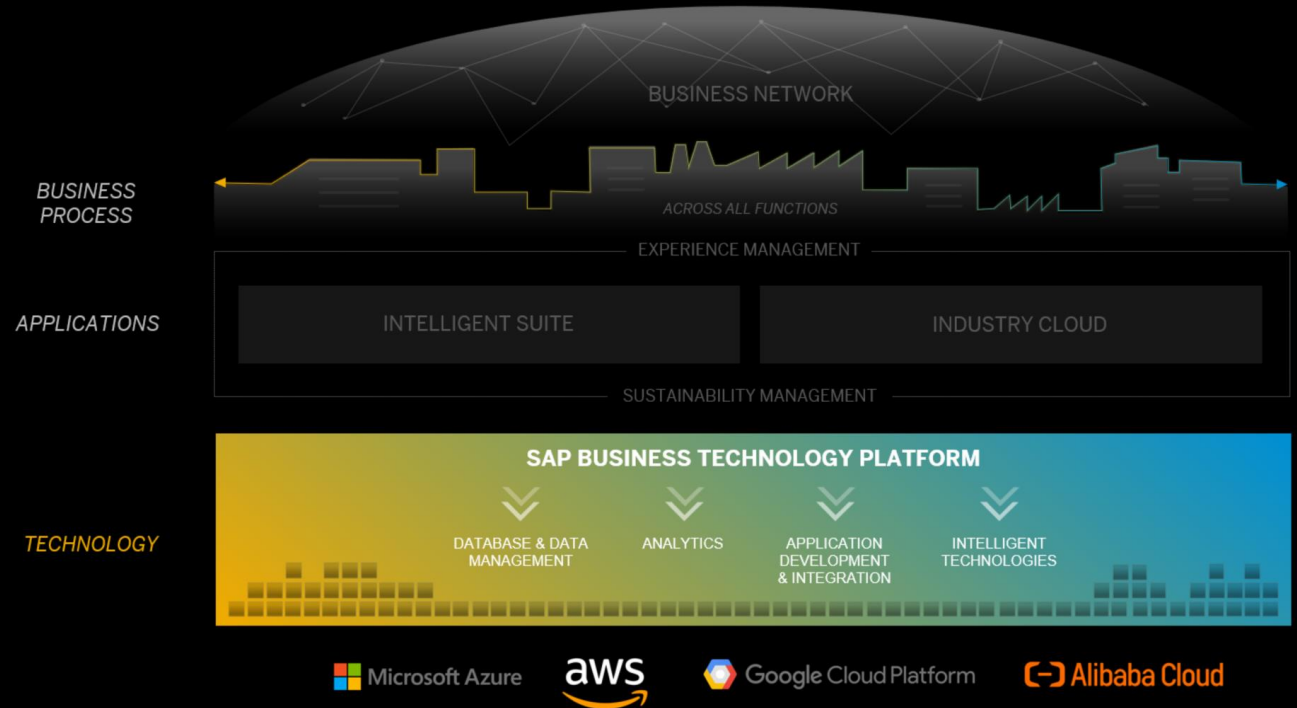 BUSINESS NETWORK
BUSINESS
PROCESS
ACROSS ALL FUNCTIONS
EXPERIENCE MANAGEMENT
APPLICATIONS
INTELLIGENT SUITE
INDUSTRY CLOUD
SUSTAINABILITY MANAGEMENT
SAP BUSINESS TECHNOLOGY PLATFORM
TECHNOLOGY
DATABASE & DATA
MANAGEMENT
ANALYTICS
APPLICATION
DEVELOPMENT
& INTEGRATION
INTELLIGENT
TECHNOLOGIES
Microsoft Azure
aws
Google Cloud Platform
Alibaba Cloud